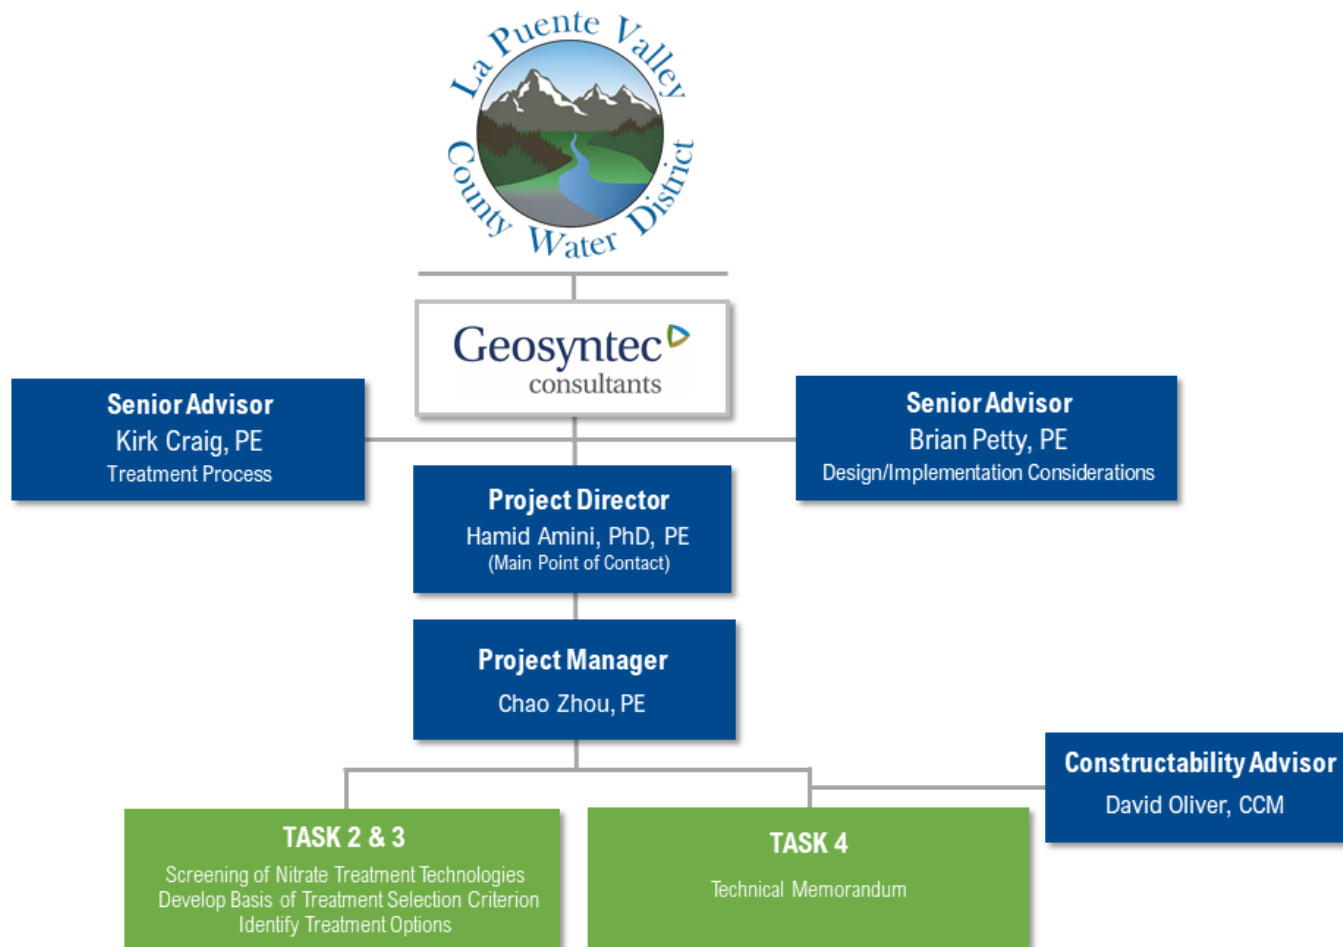 La Puente Valley
County Water District
Geosyntec
consultants
Senior Advisor
Kirk Craig, PE
Treatment Process
Senior Advisor
Brian Petty, PE
Design/Implementation Considerations
Project Director
Hamid Amini, PhD, PE
(Main Point of Contact)
Project Manager
Chao Zhou, PE
Constructability Advisor
David Oliver, CCM
TASK 2 & 3
Screening of Nitrate Treatment Technologies
Develop Basis of Treatment Selection Criterion
Identify Treatment Options
TASK 4
Technical Memorandum